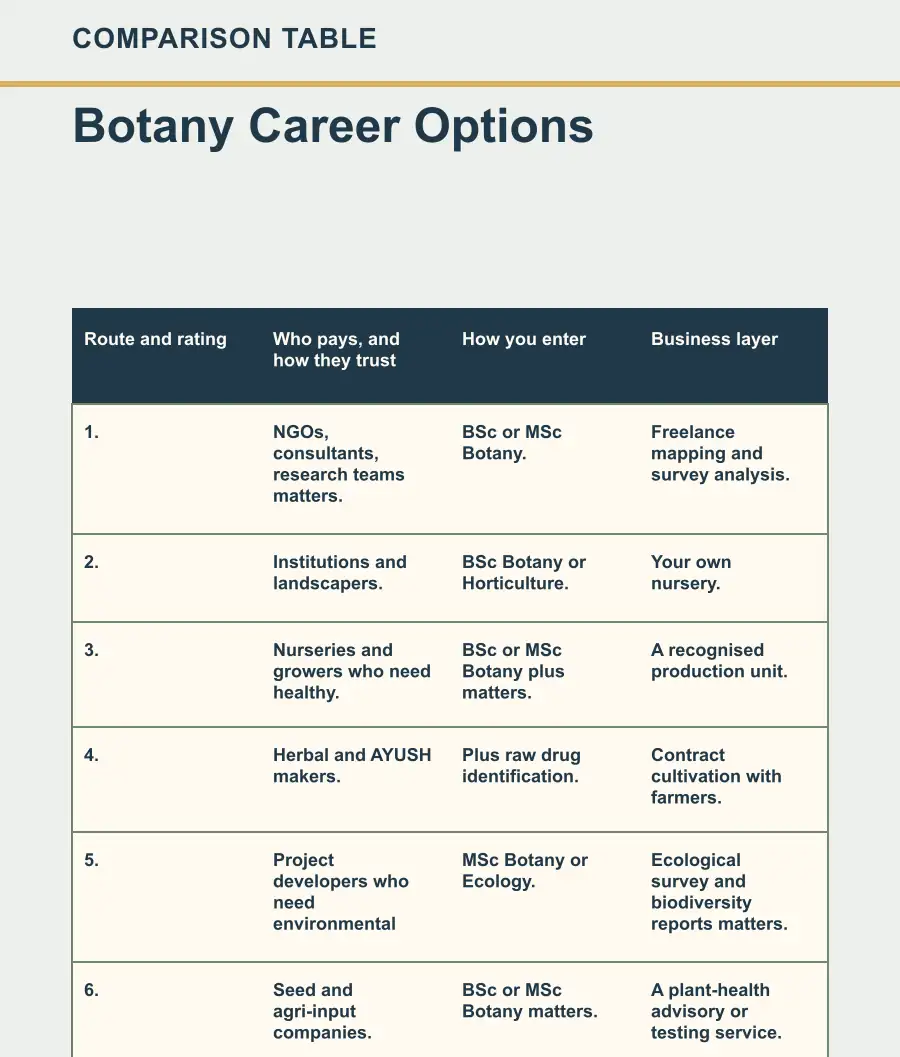 COMPARISON TABLE
Botany Career Options
Route and rating
Who pays, and
how they trust
How you enter
Business layer
1.
NGOs,
consultants,
research teams
matters.
BSc or MSc
Botany.
Freelance
mapping and
survey analysis.
2.
Institutions and
landscapers.
BSc Botany or
Horticulture.
Your own
nursery.
3.
Nurseries and
growers who need
healthy.
BSc or MSc
Botany plus
matters.
A recognised
production unit.
4.
Herbal and AYUSH
makers.
Plus raw drug
identification.
Contract
cultivation with
farmers.
5.
Project
developers who
need
environmental
MSc Botany or
Ecology.
Ecological
survey and
biodiversity
reports matters.
6.
Seed and
agri-input
companies.
BSc or MSc
Botany matters.
A plant-health
advisory or
testing service.